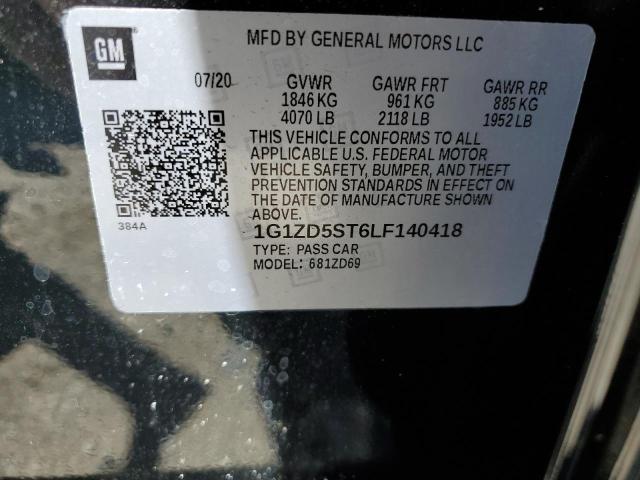 GM
MFD BY GENERAL MOTORS LLC
07/20 GVWR GAWR FRT GAWR RR
1846 KG 961 KG 885 KG
4070 LB 2118 LB 1952 LB
THIS VEHICLE CONFORMS TO ALL
APPLICABLE U.S. FEDERAL MOTOR
VEHICLE SAFETY, BUMPER, AND THEFT
PREVENTION STANDARDS IN EFFECT ON
THE DATE OF MANUFACTURE SHOWN
ABOVE.
384A
1G1ZD5ST6LF140418
TYPE: PASS CAR
MODEL: 681ZD69